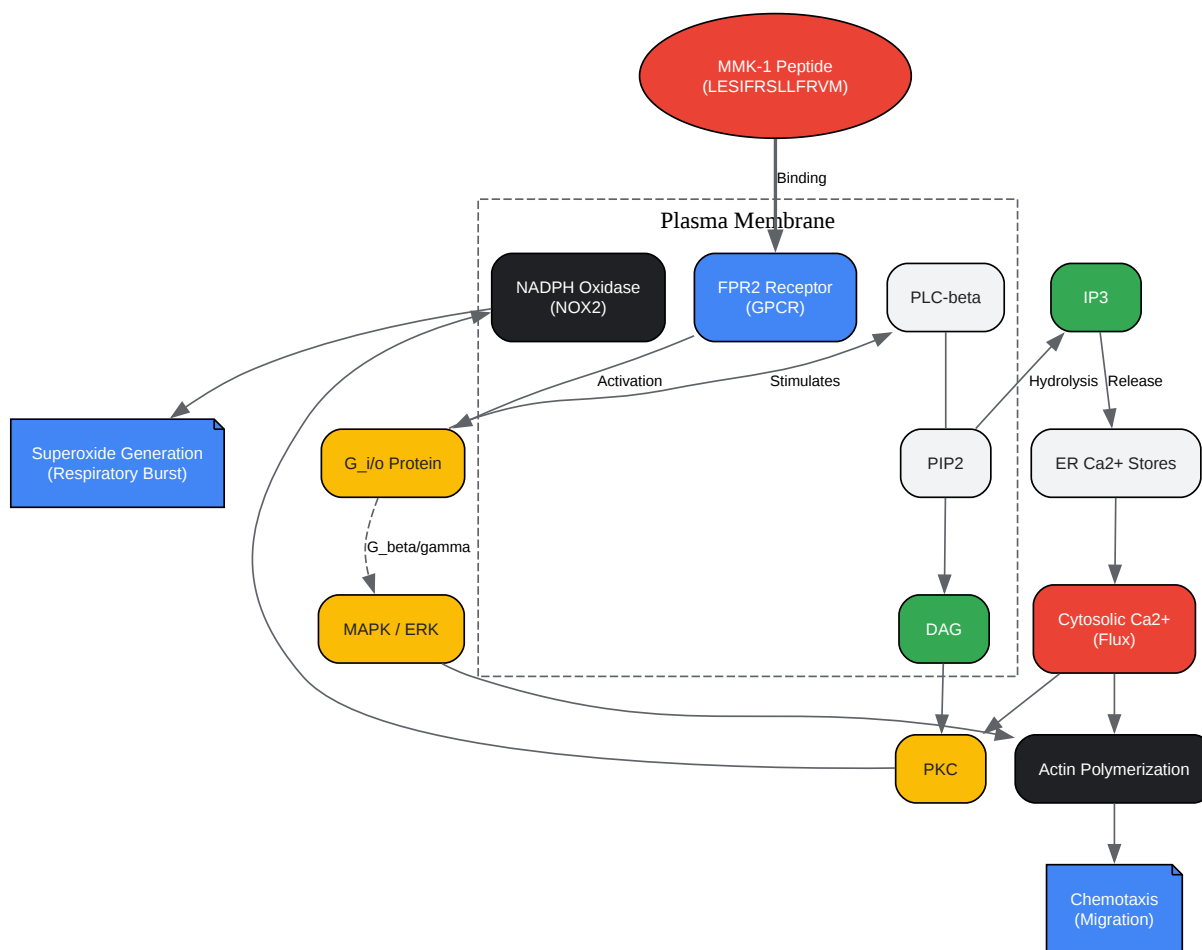 MMK-1 Peptide
(LESIFRSLLFRVM)
Binding
Plasma Membrane
NADPH Oxidase
(NOX2)
FPR2 Receptor
(GPCR)
PLC-beta
IP3
Activation
Stimulates
Hydrolysis
Release
Superoxide Generation
(Respiratory Burst)
G_i/o Protein
PIP2
ER Ca2+ Stores
G_beta/gamma
MAPK / ERK
DAG
Cytosolic Ca2+
(Flux)
PKC
Actin Polymerization
Chemotaxis
(Migration)